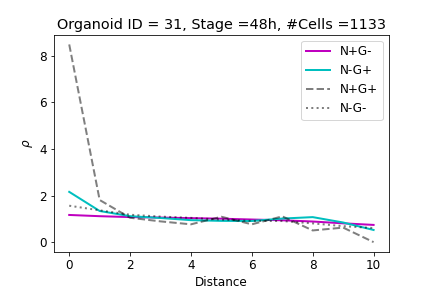 Organoid ID = 31, Stage =48h, #Cells =1133
N+G-
N-G+
N+G+
N-G-
ρ
8
6
4
2
0
0 2 4 6 8 10
Distance